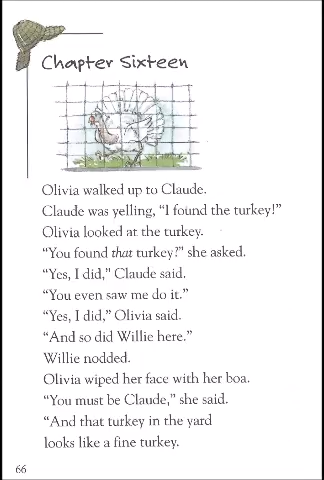 Chapter Sixteen
Olivia walked up to Claude.
Claude was yelling, “I found the turkey!”
Olivia looked at the turkey.
“You found that turkey?” she asked.
“Yes, I did,” Claude said.
“You even saw me do it.”
“Yes, I did,” Olivia said.
“And so did Willie here.”
Willie nodded.
Olivia wiped her face with her boa.
“You must be Claude,” she said.
“And that turkey in the yard
looks like a fine turkey.
66